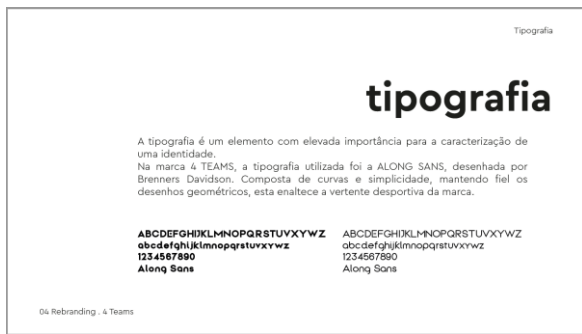 Tipografia
tipografia
A tipografia é um elemento com elevada importância para a caracterização de
uma identidade.
Na marca 4 TEAMS, a tipografia utilizada foi a ALONG SANS, desenhada por
Brenners Davidson. Composta de curvas e simplicidade, mantendo fiel os
desenhos geométricos, esta enaltece a vertente desportiva da marca.
ABCDEFGHIJKLMNOPQRSTUVXYWZ
abcdefghijklmnopqrstuvxywz
1234567890
Along Sans
ABCDEFGHIJKLMNOPQRSTUVXYWZ
abcdefghijklmnopqrstuvxywz
1234567890
Along Sans
04 Rebranding . 4 Teams